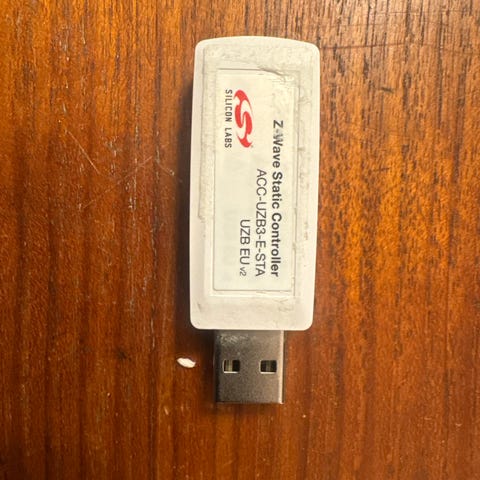 SILICON LABS
Z-Wave Static Controller
ACC-UZB3-E-STA
UZB EU v2